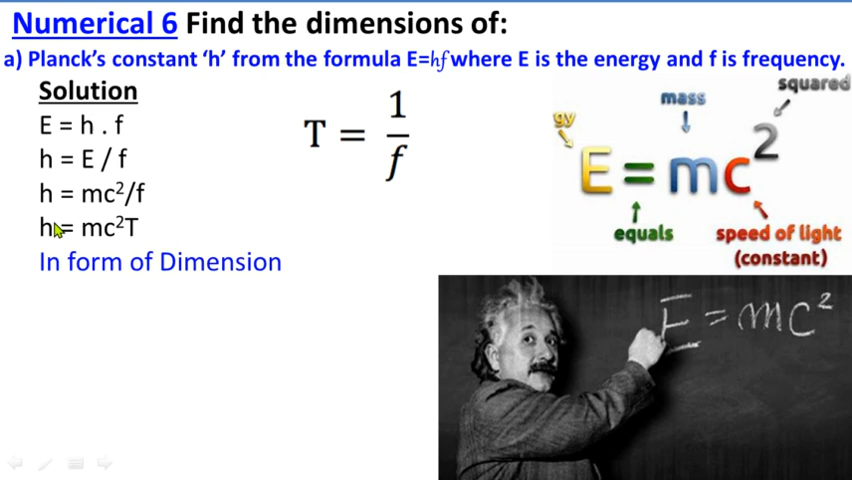 Numerical 6 Find the dimensions of:
a) Planck's constant 'h' from the formula E=hf where E is the energy and f is frequency.
Solution
E = h . f
h = E / f
h = mc²/f
h = mc²T
In form of Dimension
T = 1/f
squared
mass
gy
E = mc²
equals
speed of light
(constant)
E = mc²